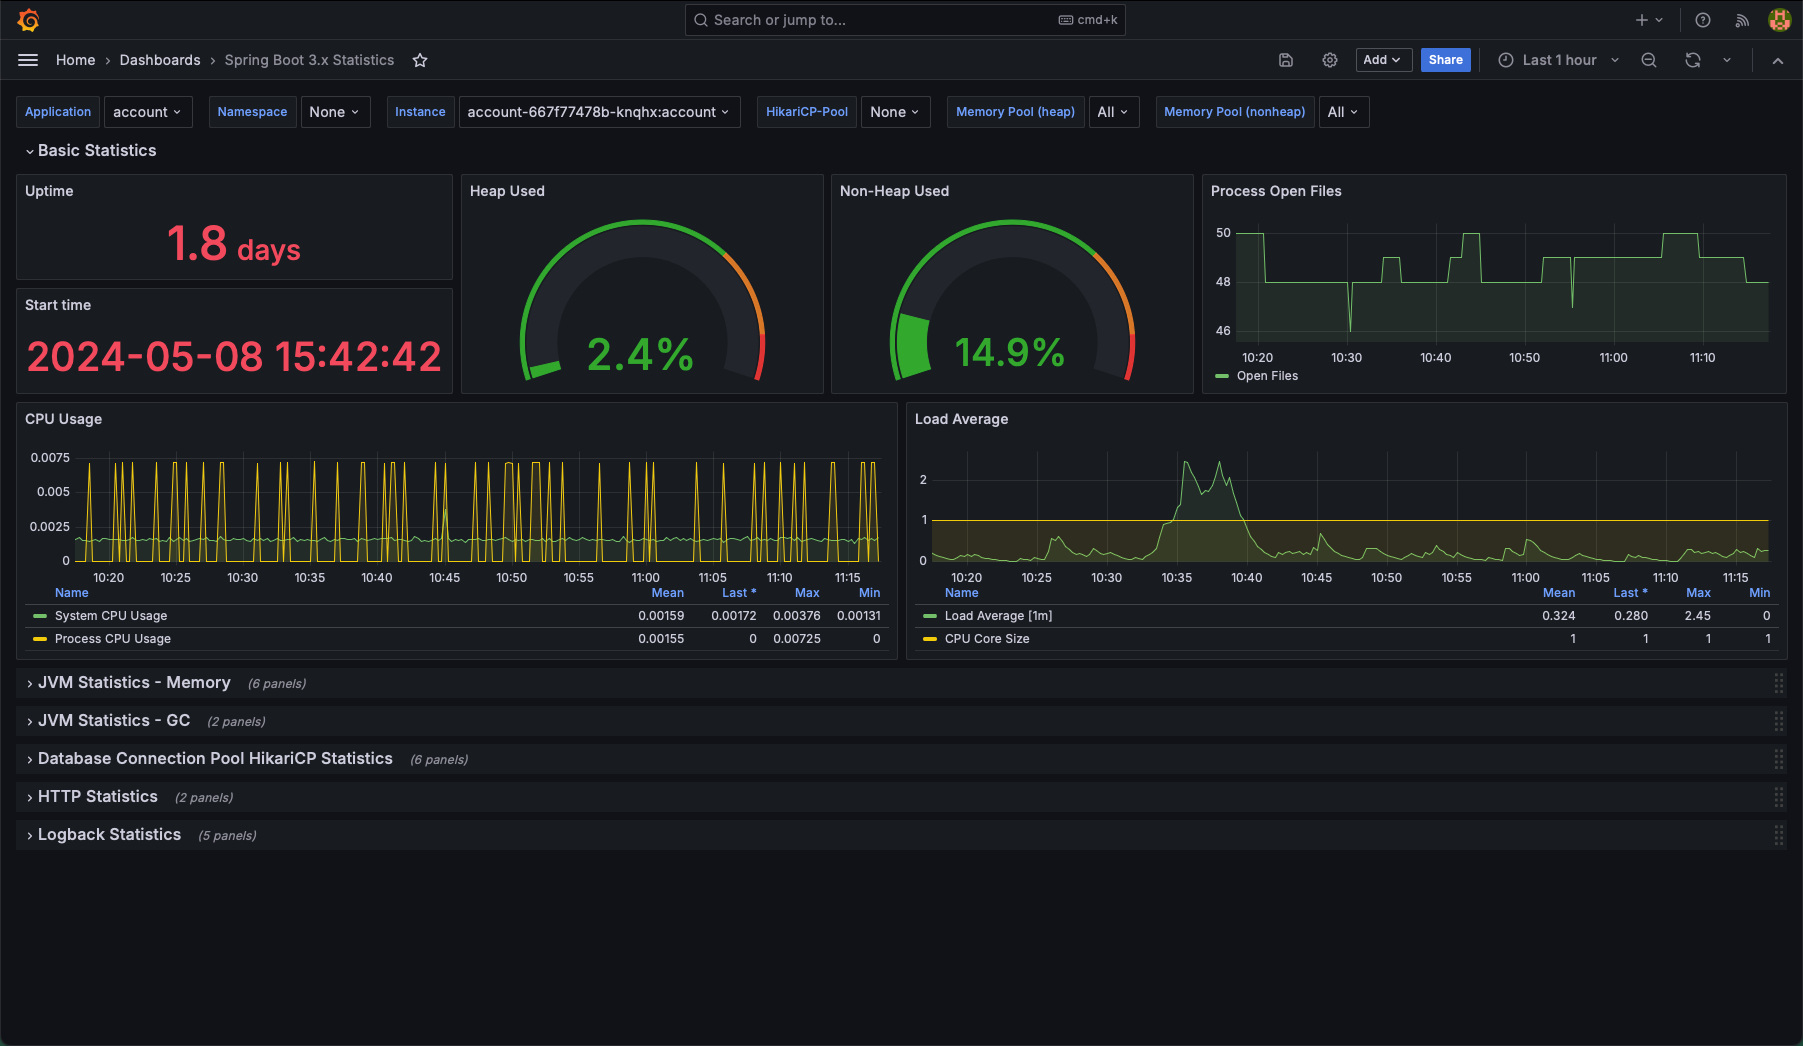 Search or jump to... cmd+k
Home › Dashboards › Spring Boot 3.x Statistics Add Share Last 1 hour
Application account Namespace None Instance account-667f77478b-knqhx:account HikariCP-Pool None Memory Pool (heap) All Memory Pool (nonheap) All
Basic Statistics
Uptime
1.8 days
Start time
2024-05-08 15:42:42
Heap Used
2.4%
Non-Heap Used
14.9%
Process Open Files
50
48
46
10:20 10:30 10:40 10:50 11:00 11:10
Open Files
CPU Usage
0.0075
0.005
0.0025
0
10:20 10:25 10:30 10:35 10:40 10:45 10:50 10:55 11:00 11:05 11:10 11:15
Name Mean Last * Max Min
System CPU Usage 0.00159 0.00172 0.00376 0.00131
Process CPU Usage 0.00155 0 0.00725 0
Load Average
2
1
0
10:20 10:25 10:30 10:35 10:40 10:45 10:50 10:55 11:00 11:05 11:10 11:15
Name Mean Last * Max Min
Load Average [1m] 0.324 0.280 2.45 0
CPU Core Size 1 1 1 1
JVM Statistics - Memory (6 panels)
JVM Statistics - GC (2 panels)
Database Connection Pool HikariCP Statistics (6 panels)
HTTP Statistics (2 panels)
Logback Statistics (5 panels)